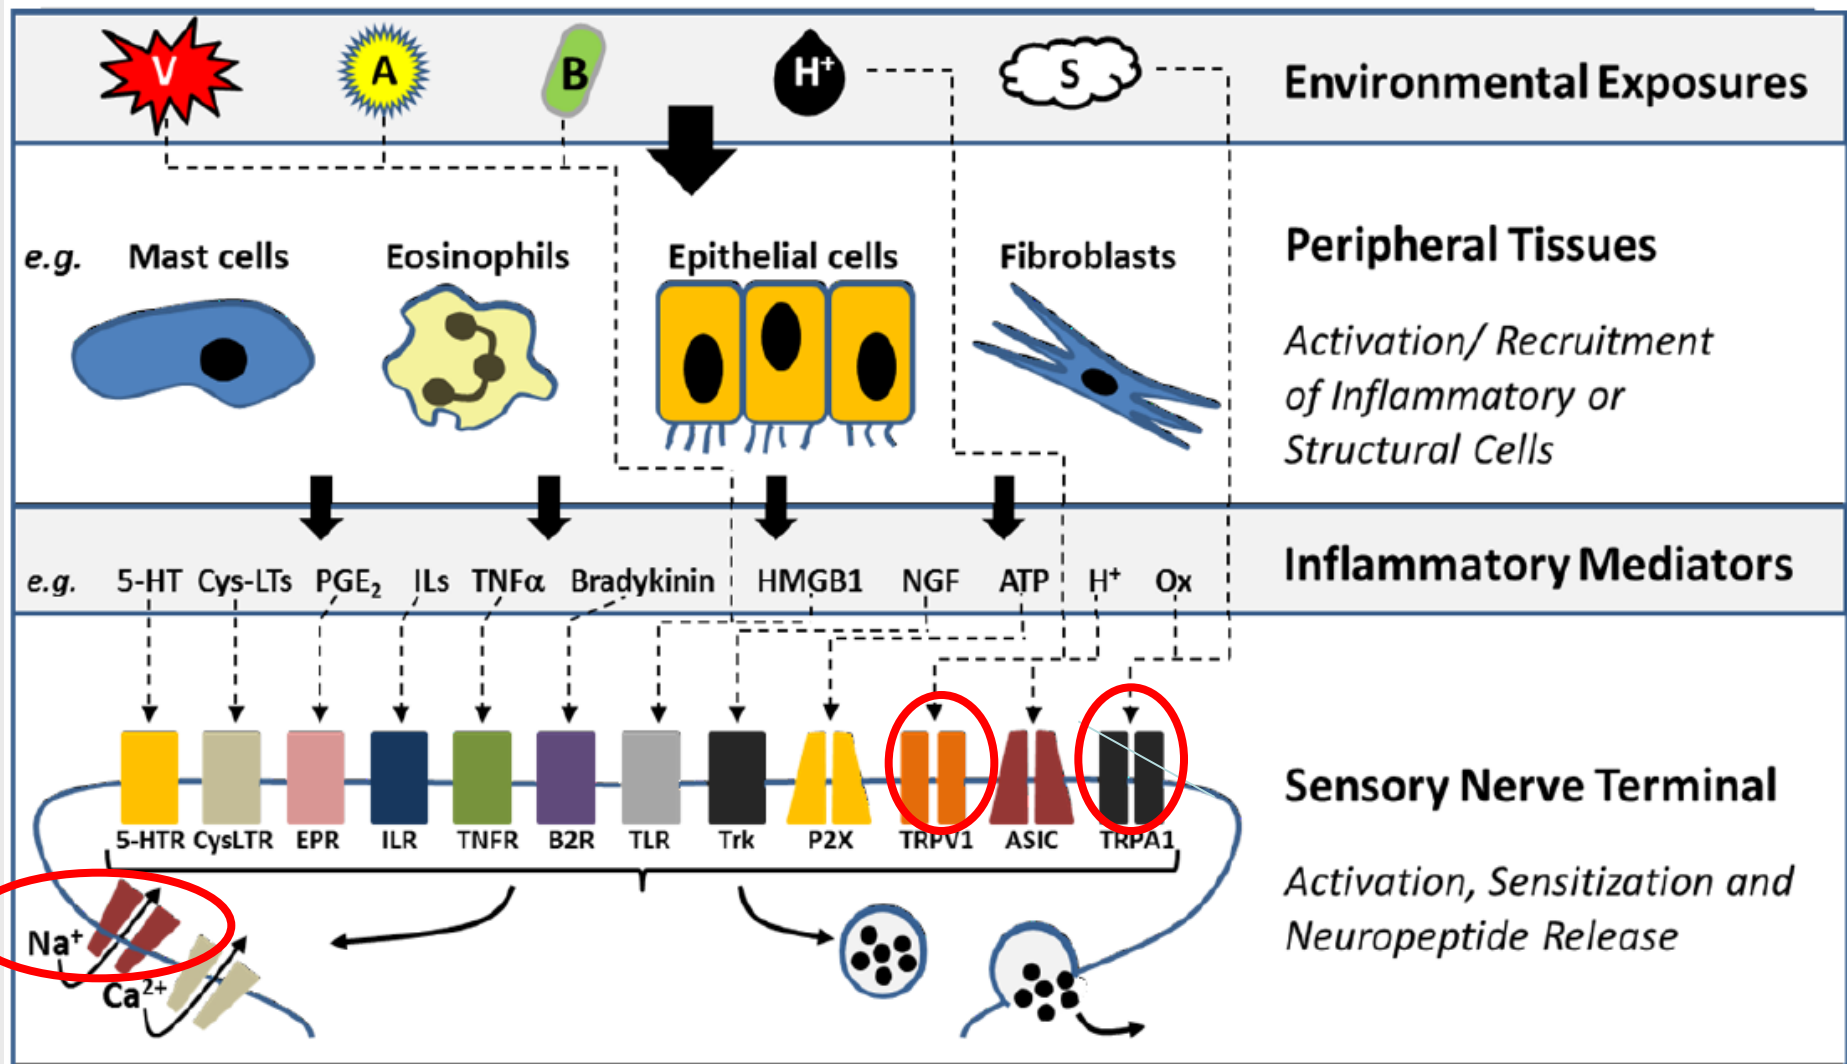 V A B H⁺ S Environmental Exposures
e.g. Mast cells Eosinophils Epithelial cells Fibroblasts
Peripheral Tissues
Activation/ Recruitment
of Inflammatory or
Structural Cells
Inflammatory Mediators
e.g. 5-HT Cys-LTs PGE₂ ILs TNFα Bradykinin HMGB1 NGF ATP H⁺ Ox
5-HTR CysLTR EPR ILR TNFR B2R TLR Trk P2X TRPV1 ASIC TRPA1
Sensory Nerve Terminal
Activation, Sensitization and
Neuropeptide Release
Na⁺
Ca²⁺